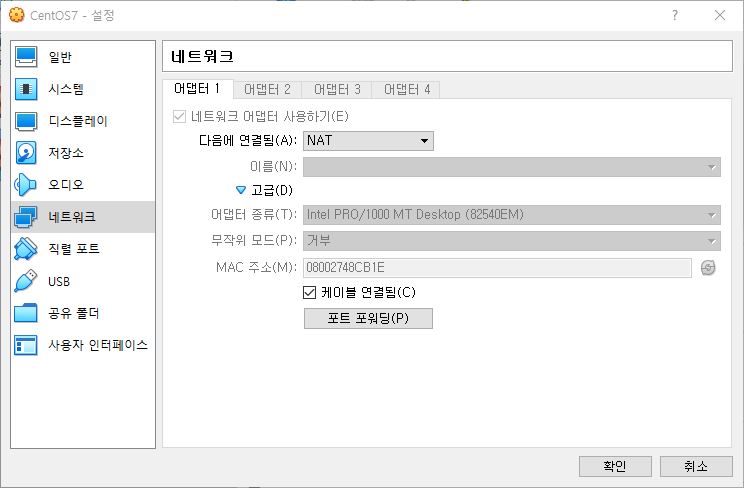 CentOS7 - 설정
일반
시스템
디스플레이
저장소
오디오
네트워크
직렬 포트
USB
공유 폴더
사용자 인터페이스
네트워크
어댑터 1 어댑터 2 어댑터 3 어댑터 4
네트워크 어댑터 사용하기(E)
다음에 연결됨(A): NAT
이름(N):
고급(D)
어댑터 종류(T): Intel PRO/1000 MT Desktop (82540EM)
무작위 모드(P): 거부
MAC 주소(M): 08002748CB1E
케이블 연결됨(C)
포트 포워딩(P)
확인 취소